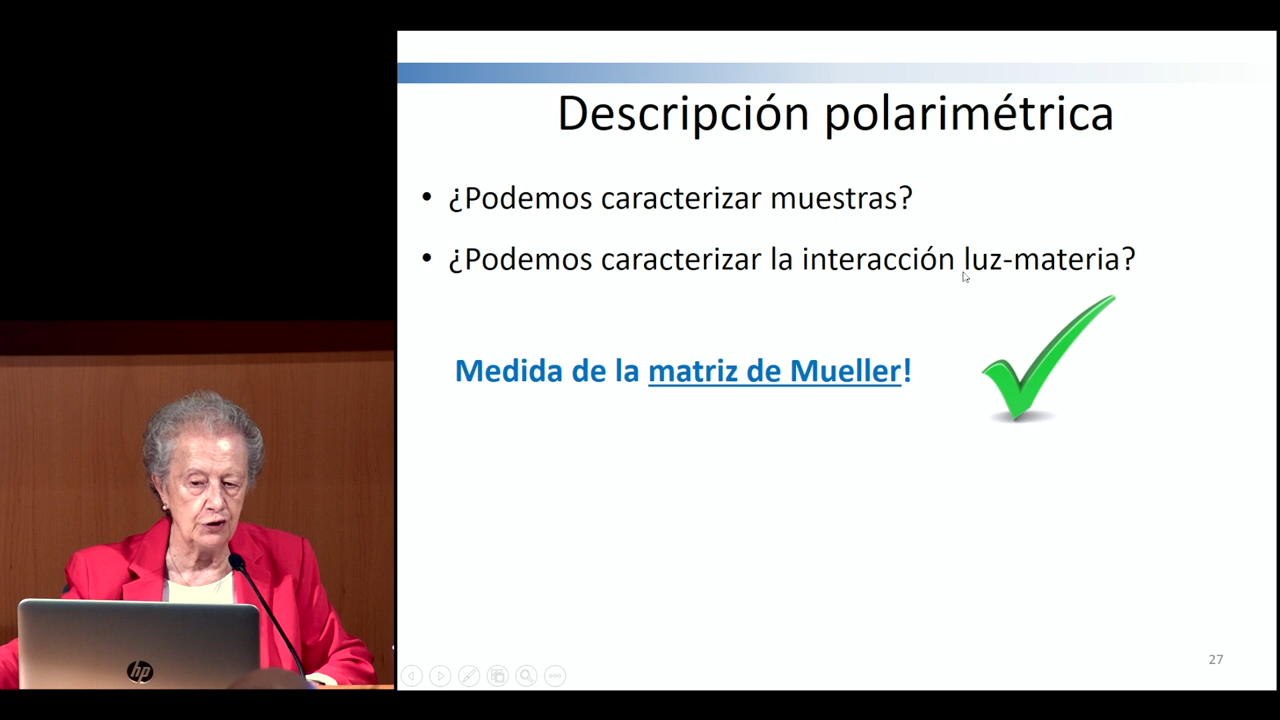 Descripción polarimétrica
• ¿Podemos caracterizar muestras?
• ¿Podemos caracterizar la interacción luz-materia?
Medida de la matriz de Mueller!
27
hp